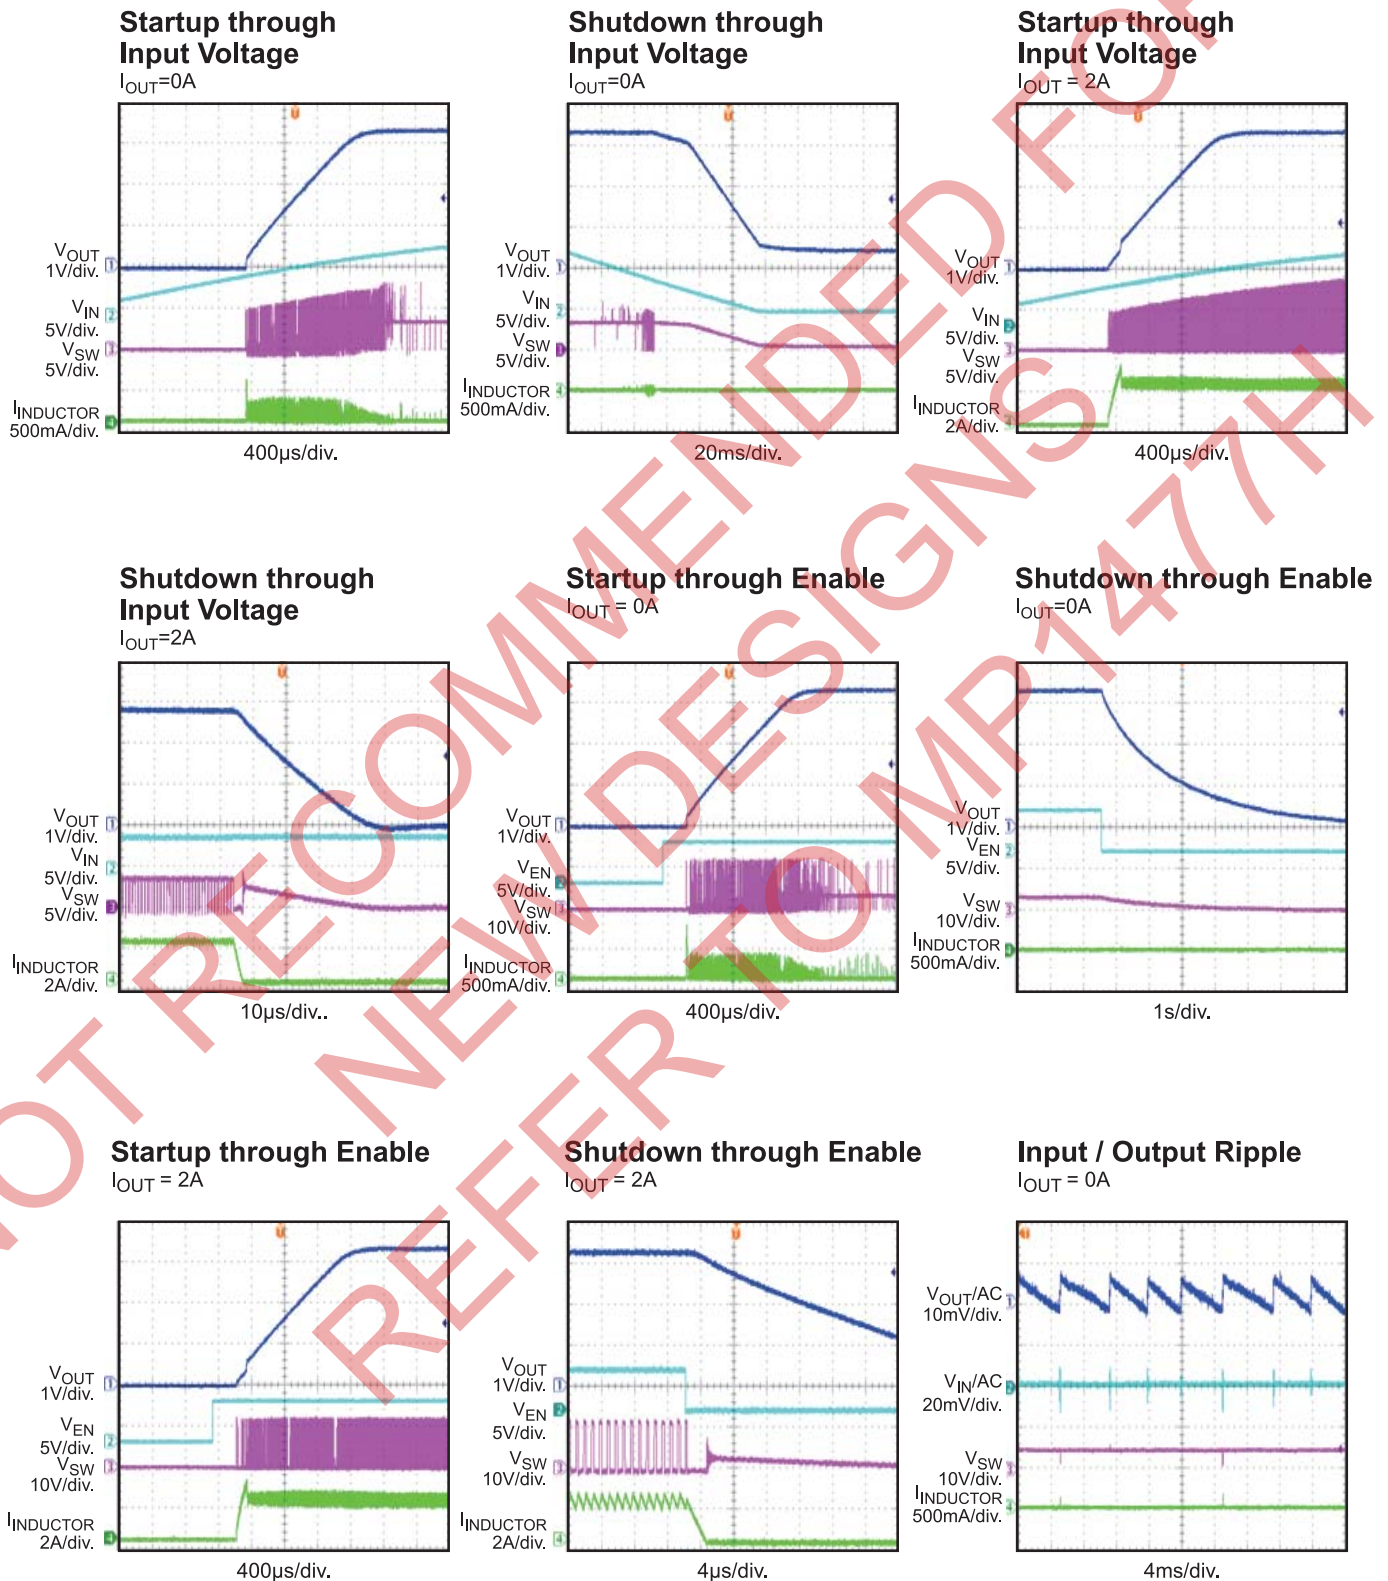 Startup through
Input Voltage
IOUT=0A
VOUT
1V/div.
VIN
5V/div.
VSW
5V/div.
IINDUCTOR
500mA/div.
1
2
3
4
400µs/div.
Shutdown through
Input Voltage
IOUT=0A
VOUT
1V/div.
VIN
5V/div.
VSW
5V/div.
IINDUCTOR
500mA/div.
20ms/div.
Startup through
Input Voltage
IOUT = 2A
VOUT
1V/div.
VIN
5V/div.
VSW
5V/div.
IINDUCTOR
2A/div.
400µs/div.
Shutdown through
Input Voltage
IOUT=2A
VOUT
1V/div.
VIN
5V/div.
VSW
5V/div.
IINDUCTOR
2A/div.
10µs/div..
Startup through Enable
IOUT = 0A
VOUT
1V/div.
VEN
5V/div.
VSW
10V/div.
IINDUCTOR
500mA/div.
400µs/div.
Shutdown through Enable
IOUT=0A
VOUT
1V/div.
VEN
5V/div.
VSW
10V/div.
IINDUCTOR
500mA/div.
1s/div.
Startup through Enable
IOUT = 2A
VOUT
1V/div.
VEN
5V/div.
VSW
10V/div.
IINDUCTOR
2A/div.
400µs/div.
Shutdown through Enable
IOUT = 2A
VOUT
1V/div.
VEN
5V/div.
VSW
10V/div.
IINDUCTOR
2A/div.
4µs/div.
Input / Output Ripple
IOUT = 0A
VOUT/AC
10mV/div.
VIN/AC
20mV/div.
VSW
10V/div.
IINDUCTOR
500mA/div.
4ms/div.
NOT RECOMMENDED FOR
NEW DESIGNS
REFER TO MP1477H